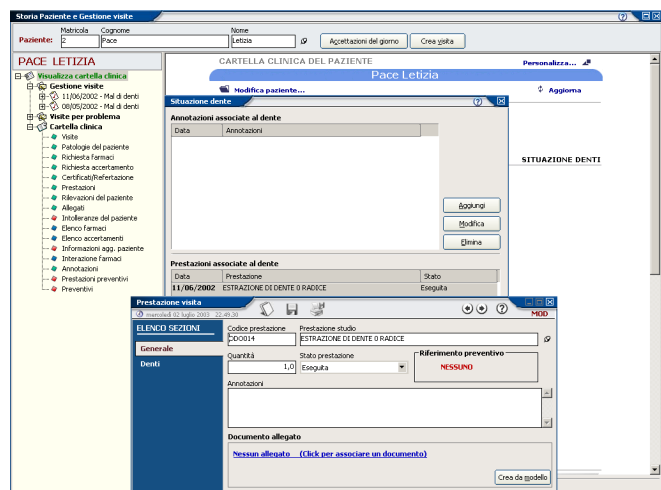 Storia Paziente e Gestione visite
Matricola Cognome Nome
Paziente: 2 Pace Letizia Accettazioni del giorno Crea visita
PACE LETIZIA
Visualizza cartella clinica
Gestione visite
11/06/2002 - Mal di denti
08/05/2002 - Mal di denti
Visite per problema
Cartella clinica
Visite
Patologie del paziente
Richiesta farmaci
Richiesta accertamento
Certificati/Refertazione
Prestazioni
Rilevazioni del paziente
Allegati
Intolleranze del paziente
Elenco farmaci
Elenco accertamenti
Informazioni agg. paziente
Interazione farmaci
Annotazioni
Prestazioni preventivi
Preventivi
CARTELLA CLINICA DEL PAZIENTE Personalizza...
Pace Letizia
Modifica paziente... Aggiorna
SITUAZIONE DENTI
Situazione dente
Annotazioni associate al dente
Data Annotazioni
Aggiungi
Modifica
Elimina
Prestazioni associate al dente
Data Prestazione Stato
11/06/2002 ESTRAZIONE DI DENTE O RADICE Eseguita
Prestazione visita
mercoledì 02 luglio 2003 22.49.30 MOD
ELENCO SEZIONI
Generale
Denti
Codice prestazione Prestazione studio
ODO014 ESTRAZIONE DI DENTE O RADICE
Quantità Stato prestazione Riferimento preventivo
1,0 Eseguita NESSUNO
Annotazioni
Documento allegato
Nessun allegato (Click per associare un documento)
Crea da modello